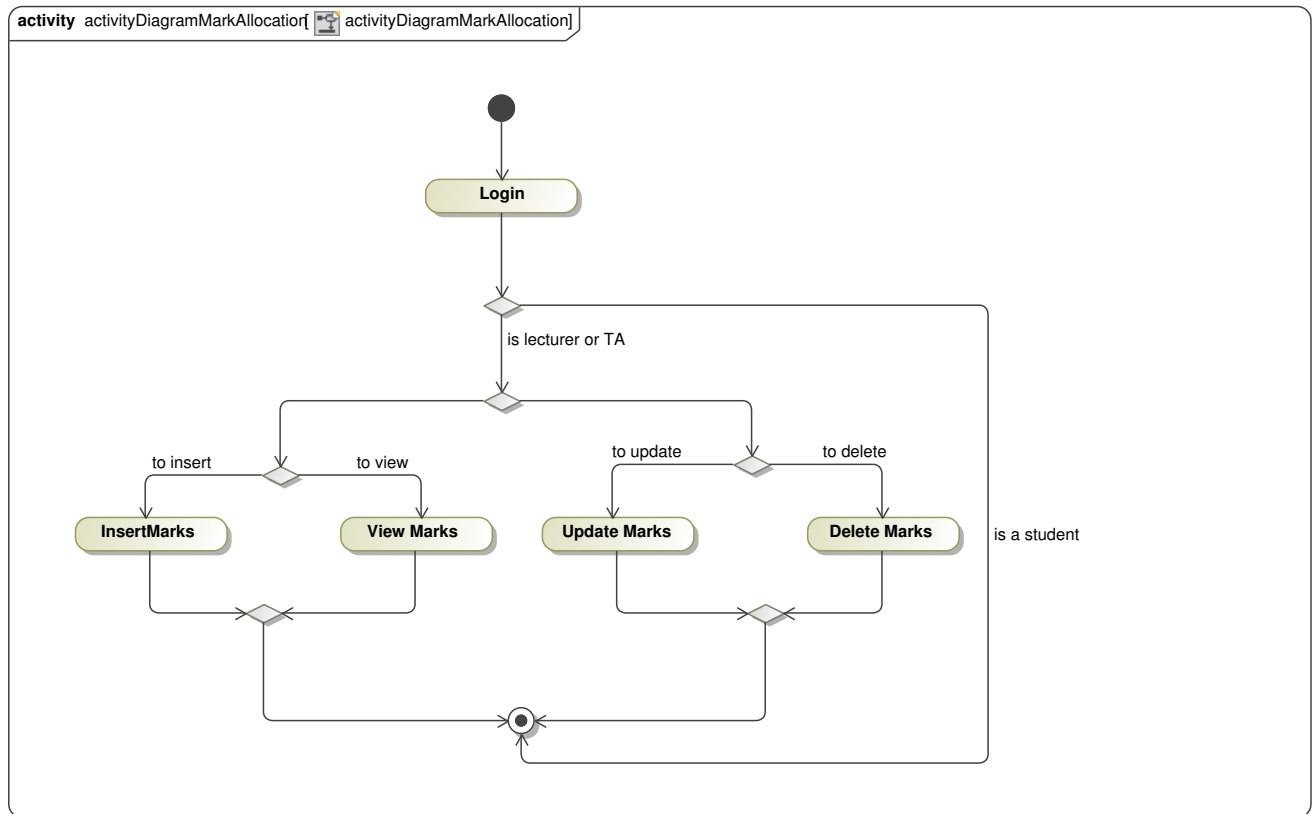 activity activityDiagramMarkAllocation[ activityDiagramMarkAllocation]
Login
is lecturer or TA
to insert
to view
to update
to delete
InsertMarks
View Marks
Update Marks
Delete Marks
is a student